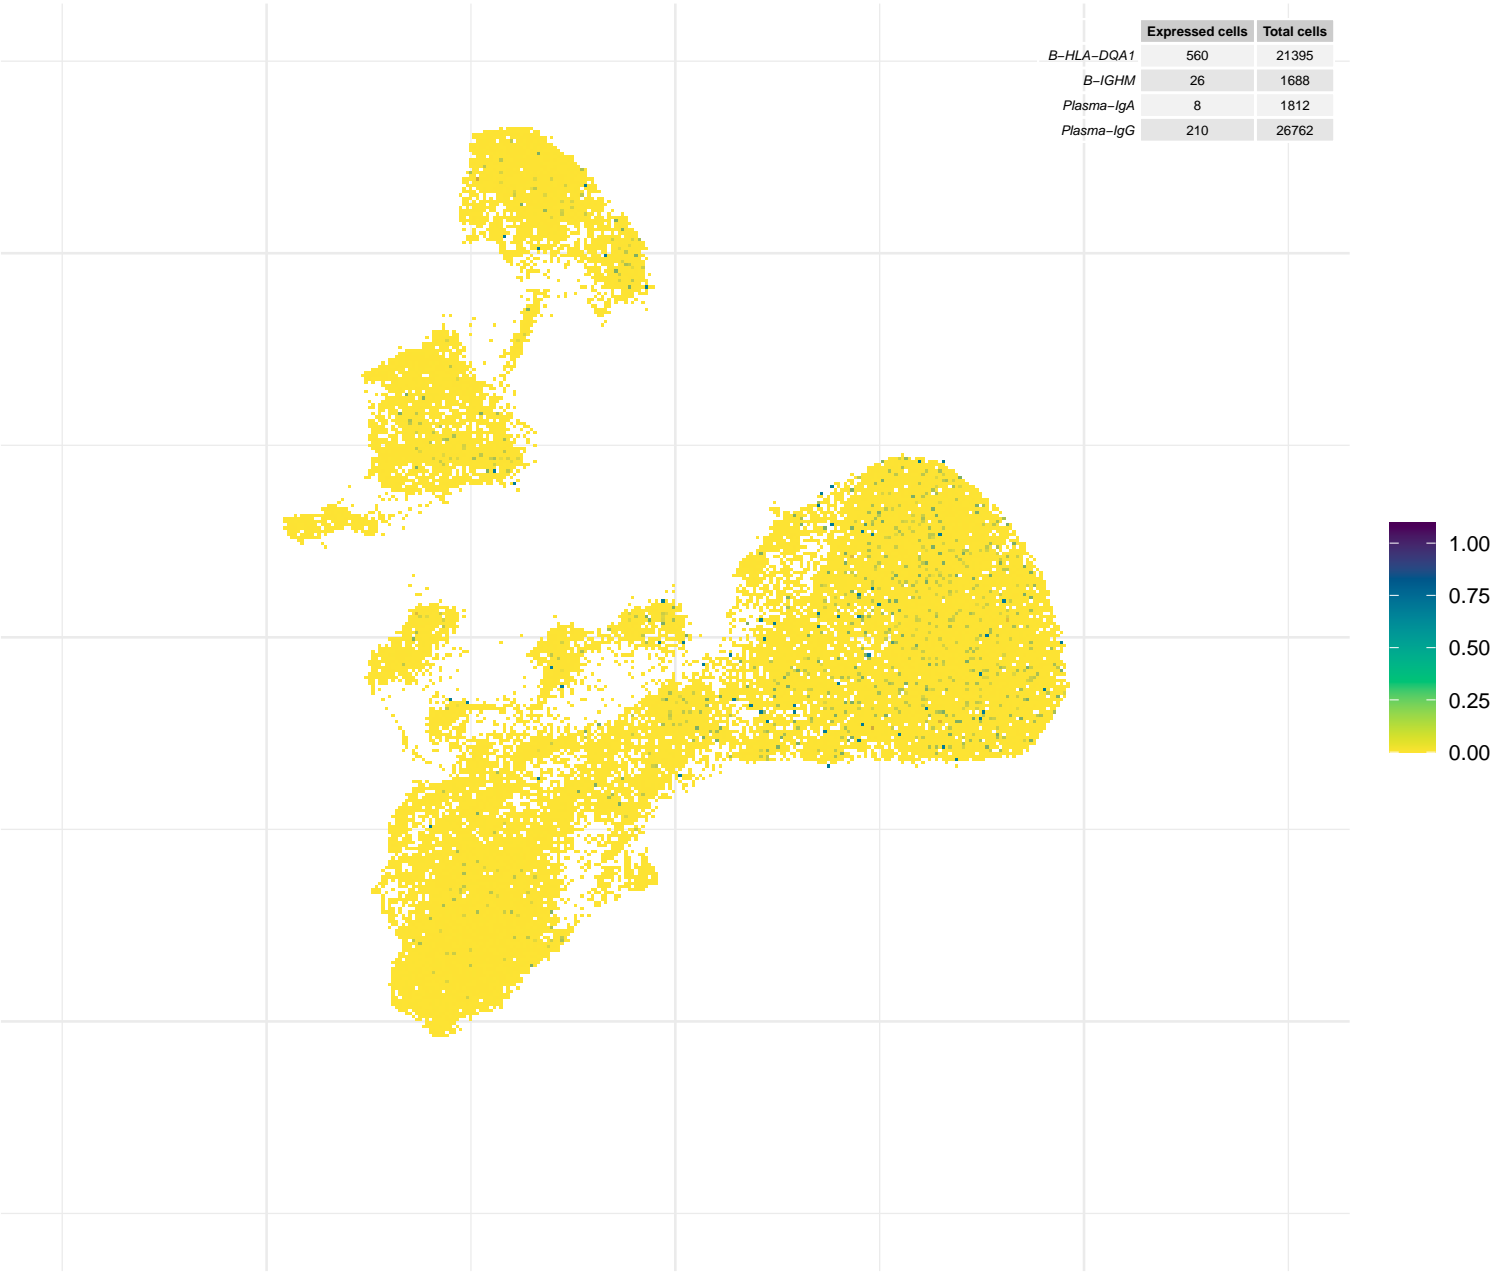 Expressed cells Total cells
B−HLA−DQA1 560 21395
B−IGHM 26 1688
Plasma−IgA 8 1812
Plasma−IgG 210 26762
1.00
0.75
0.50
0.25
0.00